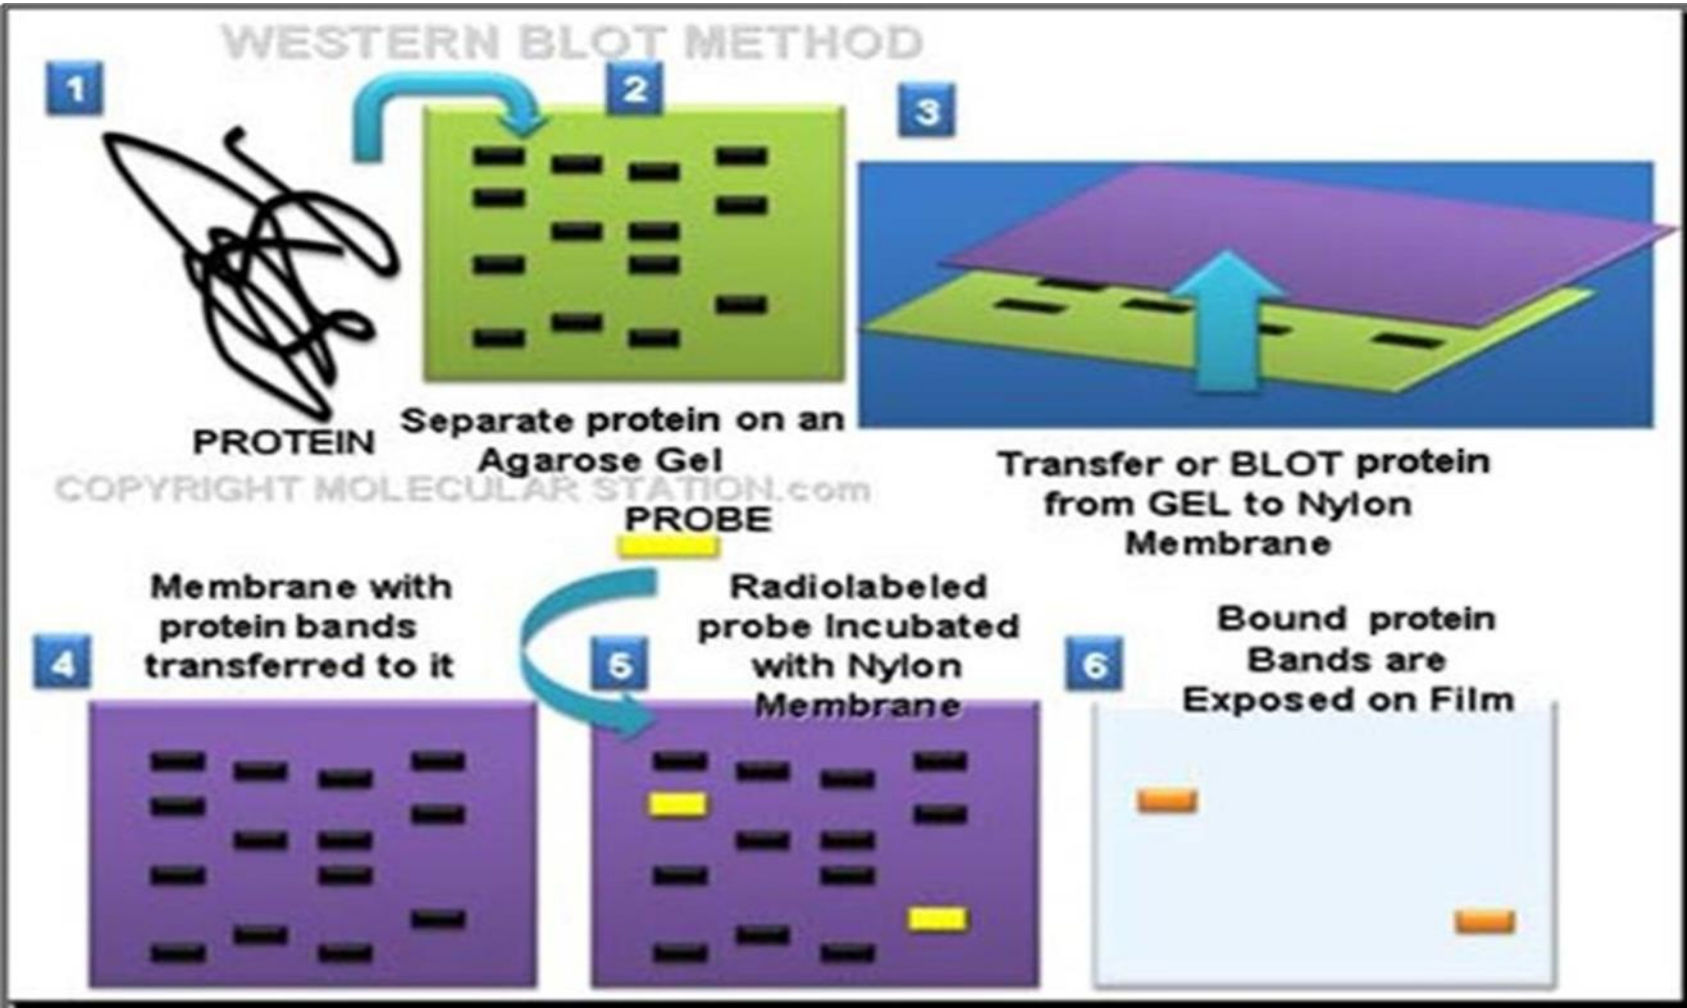 WESTERN BLOT METHOD
1
2
3
PROTEIN
Separate protein on an
Agarose Gel
Transfer or BLOT protein
from GEL to Nylon
Membrane
COPYRIGHT MOLECULAR STATION.com
PROBE
4
Membrane with
protein bands
transferred to it
5
Radiolabeled
probe Incubated
with Nylon
Membrane
6
Bound protein
Bands are
Exposed on Film